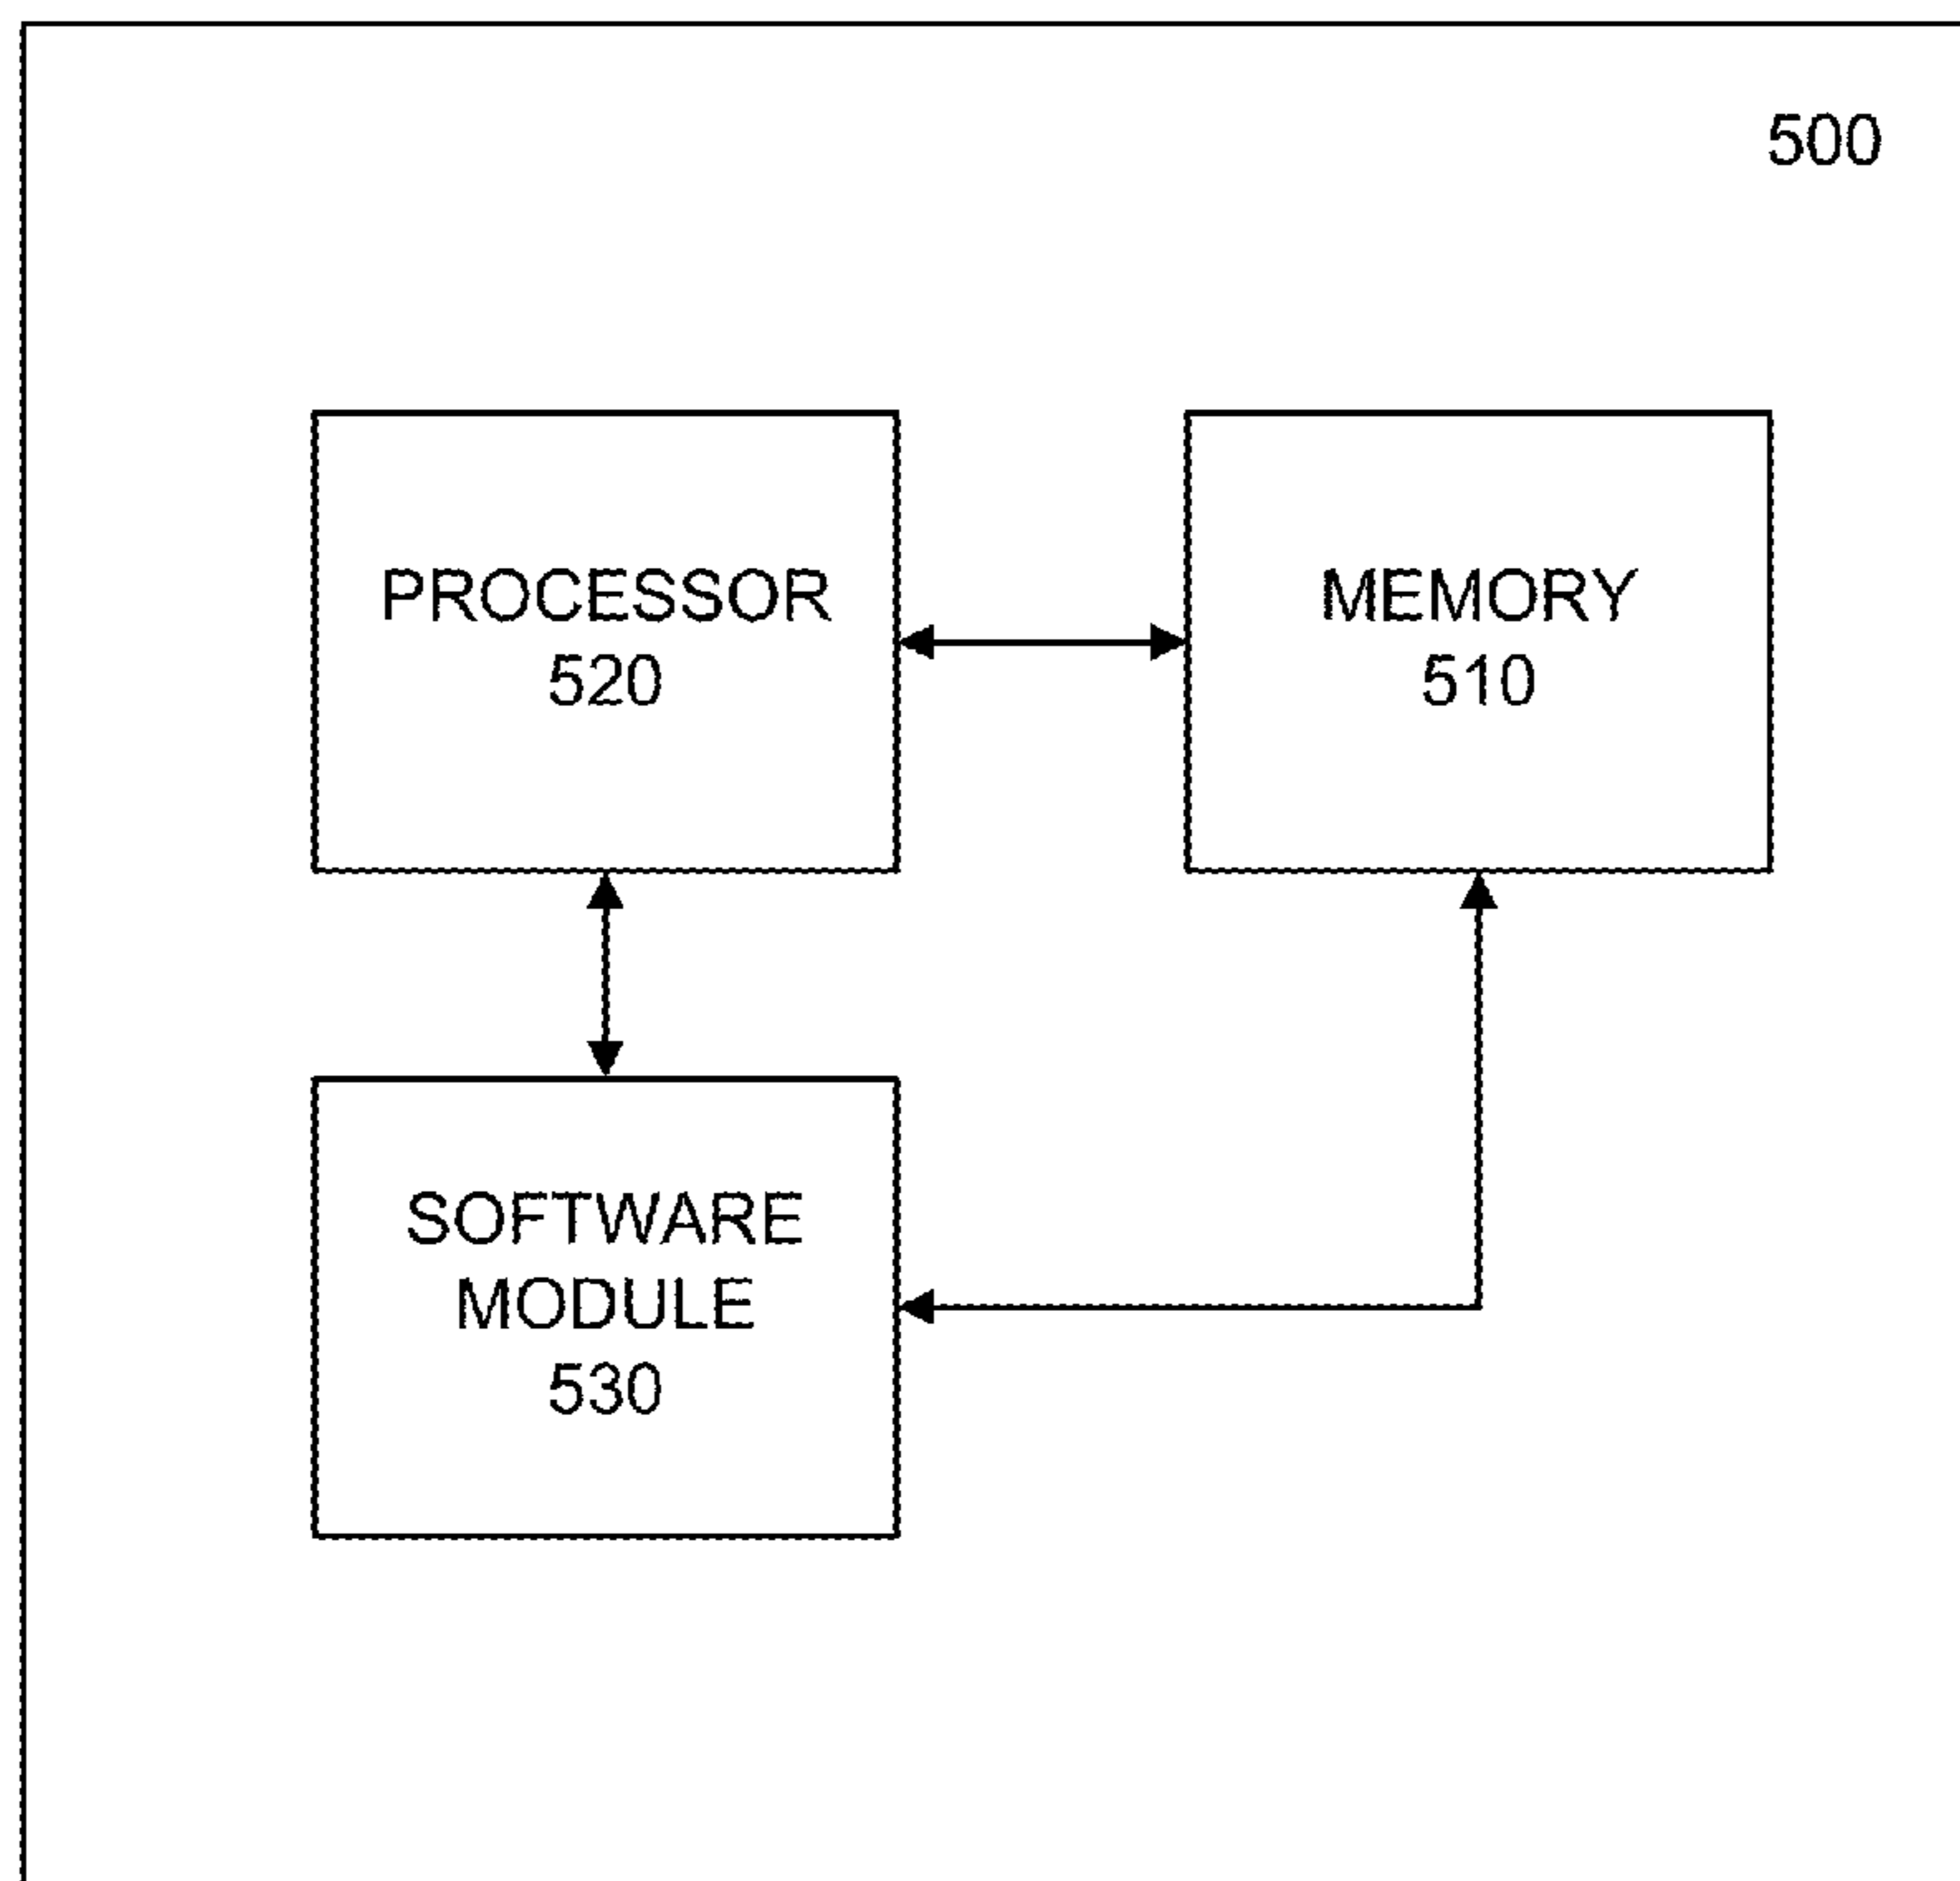 500
PROCESSOR
520
MEMORY
510
SOFTWARE
MODULE
530